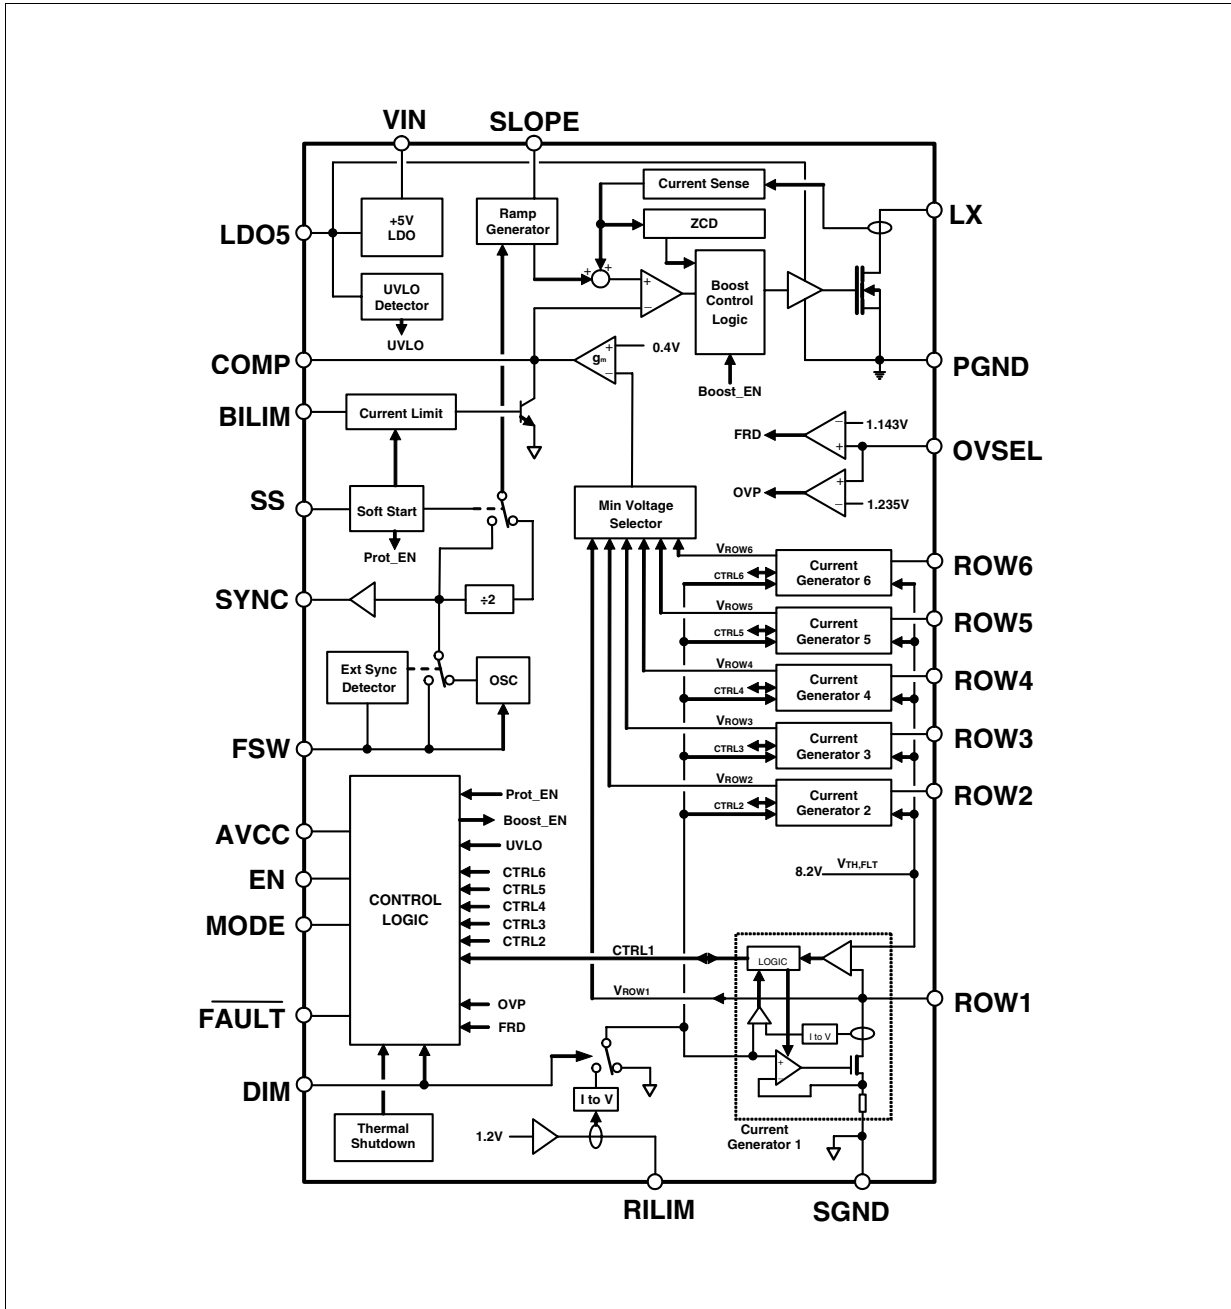 VIN
SLOPE
Current Sense
LX
+5V
LDO
Ramp
Generator
ZCD
LDO5
+
+
UVLO
Detector
+
−
Boost
Control
Logic
UVLO
COMP
gm
+
−
0.4V
PGND
Boost_EN
BILIM
Current Limit
FRD
−
+
1.143V
OVSEL
OVP
+
−
1.235V
SS
Soft Start
Min Voltage
Selector
Prot_EN
VROW6
CTRL6
Current
Generator 6
ROW6
SYNC
÷2
VROW5
CTRL5
Current
Generator 5
ROW5
Ext Sync
Detector
OSC
VROW4
CTRL4
Current
Generator 4
ROW4
FSW
VROW3
CTRL3
Current
Generator 3
ROW3
VROW2
CTRL2
Current
Generator 2
ROW2
Prot_EN
Boost_EN
AVCC
UVLO
8.2V
VTH,FLT
EN
CTRL6
CTRL5
CONTROL
LOGIC
CTRL4
MODE
CTRL3
CTRL2
CTRL1
LOGIC
VROW1
ROW1
FAULT
OVP
FRD
I to V
+
DIM
I to V
Thermal
Shutdown
1.2V
Current
Generator 1
RILIM
SGND